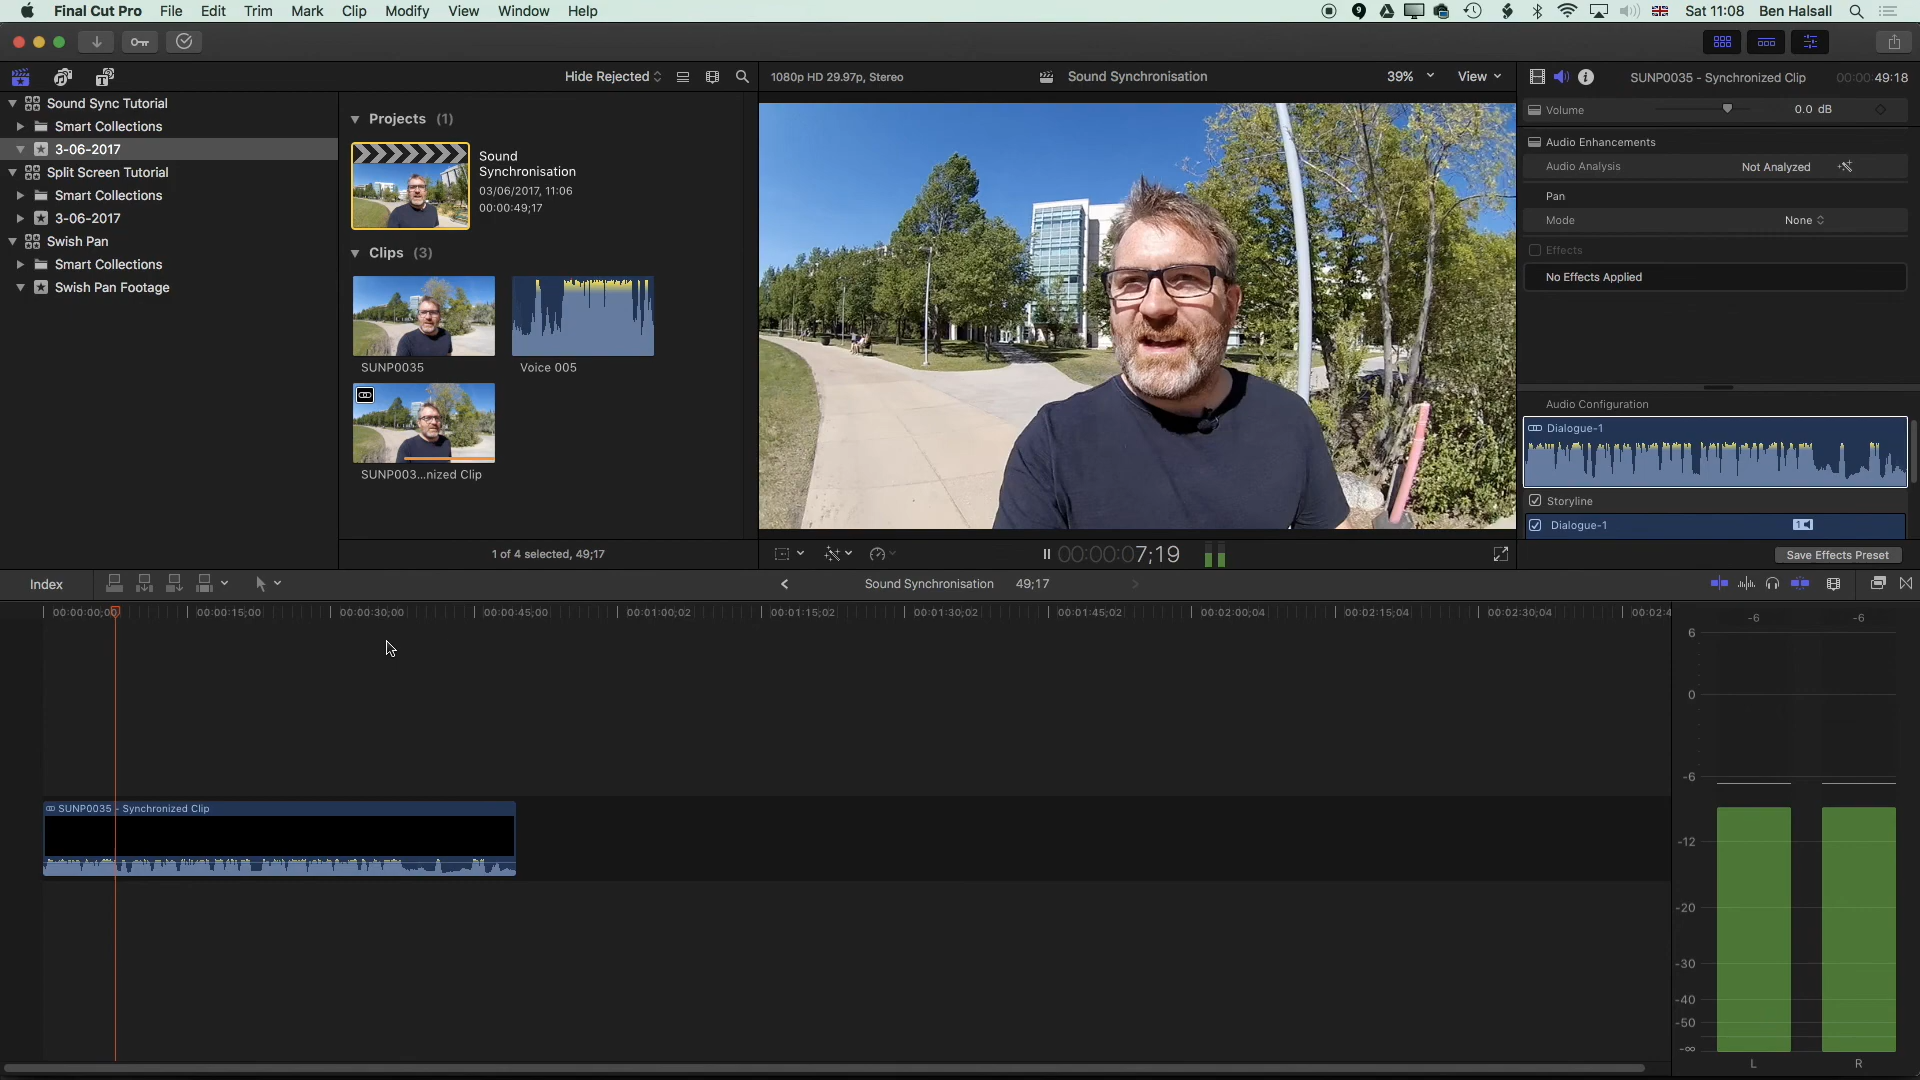 Final Cut Pro File Edit Trim Mark Clip Modify View Window Help
9
Sat 11:08 Ben Halsall
Hide Rejected
1080p HD 29.97p, Stereo
Sound Synchronisation
39%
View
SUNP0035 - Synchronized Clip
00:00:49:18
Sound Sync Tutorial
Smart Collections
3-06-2017
Split Screen Tutorial
Smart Collections
3-06-2017
Swish Pan
Smart Collections
Swish Pan Footage
Projects (1)
Sound
Synchronisation
03/06/2017, 11:06
00:00:49;17
Clips (3)
SUNP0035
Voice 005
SUNP003...nized Clip
1 of 4 selected, 49;17
00:00:07;19
Volume
0.0 dB
Audio Enhancements
Audio Analysis
Not Analyzed
Pan
Mode
None
Effects
No Effects Applied
Audio Configuration
Dialogue-1
Storyline
Dialogue-1
1
Save Effects Preset
Index
Sound Synchronisation
49;17
00:00:00;00
00:00:15;00
00:00:30;00
00:00:45;00
00:01:00;02
00:01:15;02
00:01:30;02
00:01:45;02
00:02:00;04
00:02:15;04
00:02:30;04
00:02:4
SUNP0035 - Synchronized Clip
-6
-6
6
0
-6
-12
-20
-30
-40
-50
-∞
L
R